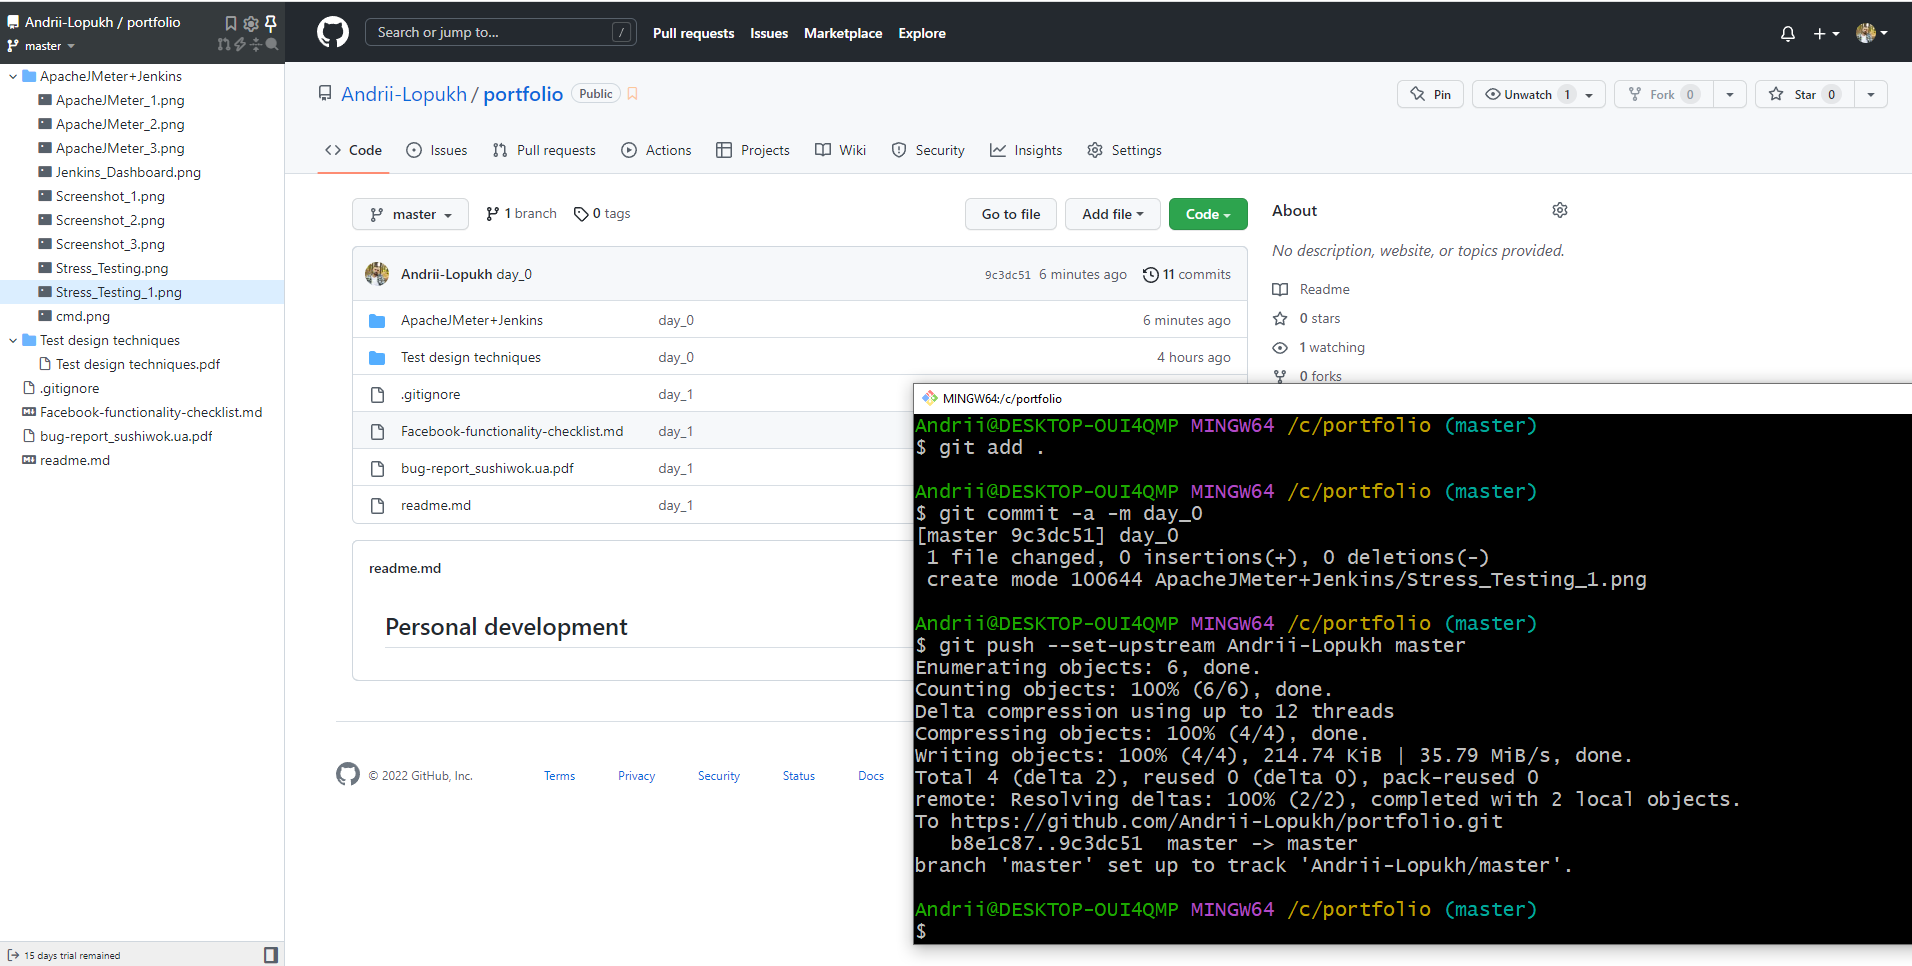 Andrii-Lopukh / portfolio
master
ApacheJMeter+Jenkins
ApacheJMeter_1.png
ApacheJMeter_2.png
ApacheJMeter_3.png
Jenkins_Dashboard.png
Screenshot_1.png
Screenshot_2.png
Screenshot_3.png
Stress_Testing.png
Stress_Testing_1.png
cmd.png
Test design techniques
Test design techniques.pdf
.gitignore
Facebook-functionality-checklist.md
bug-report_sushiwok.ua.pdf
readme.md
15 days trial remained
Search or jump to... / Pull requests Issues Marketplace Explore
Andrii-Lopukh / portfolio Public Pin Unwatch 1 Fork 0 Star 0
Code Issues Pull requests Actions Projects Wiki Security Insights Settings
master 1 branch 0 tags Go to file Add file Code
Andrii-Lopukh day_0 9c3dc51 6 minutes ago 11 commits
ApacheJMeter+Jenkins day_0 6 minutes ago
Test design techniques day_0 4 hours ago
.gitignore day_1
Facebook-functionality-checklist.md day_1
bug-report_sushiwok.ua.pdf day_1
readme.md day_1
readme.md
Personal development
© 2022 GitHub, Inc. Terms Privacy Security Status Docs
About
No description, website, or topics provided.
Readme
0 stars
1 watching
0 forks
MINGW64:/c/portfolio
Andrii@DESKTOP-OUI4QMP MINGW64 /c/portfolio (master)
$ git add .
Andrii@DESKTOP-OUI4QMP MINGW64 /c/portfolio (master)
$ git commit -a -m day_0
[master 9c3dc51] day_0
1 file changed, 0 insertions(+), 0 deletions(-)
create mode 100644 ApacheJMeter+Jenkins/Stress_Testing_1.png
Andrii@DESKTOP-OUI4QMP MINGW64 /c/portfolio (master)
$ git push --set-upstream Andrii-Lopukh master
Enumerating objects: 6, done.
Counting objects: 100% (6/6), done.
Delta compression using up to 12 threads
Compressing objects: 100% (4/4), done.
Writing objects: 100% (4/4), 214.74 KiB | 35.79 MiB/s, done.
Total 4 (delta 2), reused 0 (delta 0), pack-reused 0
remote: Resolving deltas: 100% (2/2), completed with 2 local objects.
To https://github.com/Andrii-Lopukh/portfolio.git
b8e1c87..9c3dc51 master -> master
branch 'master' set up to track 'Andrii-Lopukh/master'.
Andrii@DESKTOP-OUI4QMP MINGW64 /c/portfolio (master)
$